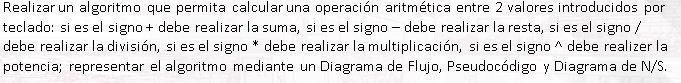 Realizar un algoritmo que permita calcular una operación aritmética entre 2 valores introducidos por
teclado: si es el signo + debe realizar la suma, si es el signo – debe realizar la resta, si es el signo /
debe realizar la división, si es el signo * debe realizar la multiplicación, si es el signo ^ debe realizer la
potencia; representar el algoritmo mediante un Diagrama de Flujo, Pseudocódigo y Diagrama de N/S.